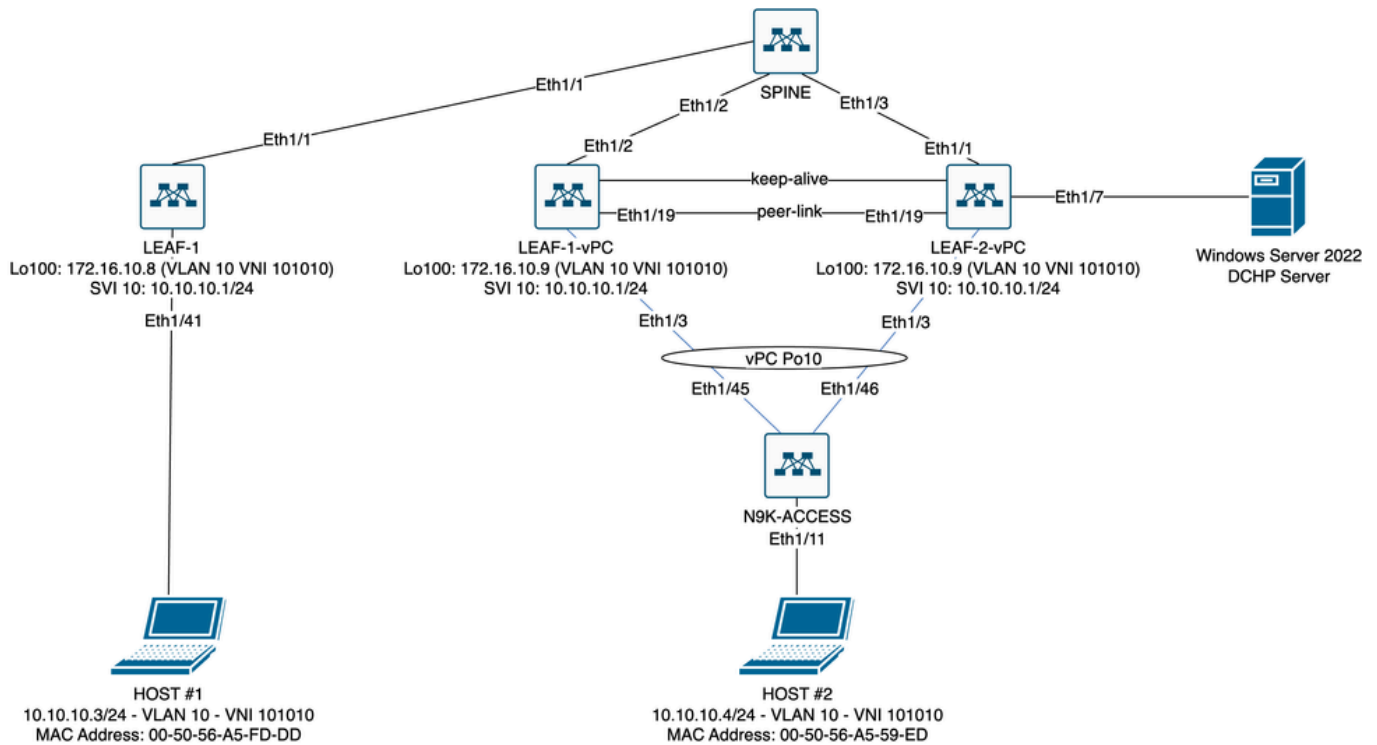 SPINE
Eth1/1
Eth1/2
Eth1/3
Eth1/1
Eth1/2
Eth1/1
keep-alive
Eth1/7
Eth1/19
peer-link
Eth1/19
LEAF-1
Lo100: 172.16.10.8 (VLAN 10 VNI 101010)
SVI 10: 10.10.10.1/24
LEAF-1-vPC
Lo100: 172.16.10.9 (VLAN 10 VNI 101010)
SVI 10: 10.10.10.1/24
LEAF-2-vPC
Lo100: 172.16.10.9 (VLAN 10 VNI 101010)
SVI 10: 10.10.10.1/24
Windows Server 2022
DCHP Server
Eth1/41
Eth1/3
Eth1/3
vPC Po10
Eth1/45
Eth1/46
N9K-ACCESS
Eth1/11
HOST #1
10.10.10.3/24 - VLAN 10 - VNI 101010
MAC Address: 00-50-56-A5-FD-DD
HOST #2
10.10.10.4/24 - VLAN 10 - VNI 101010
MAC Address: 00-50-56-A5-59-ED